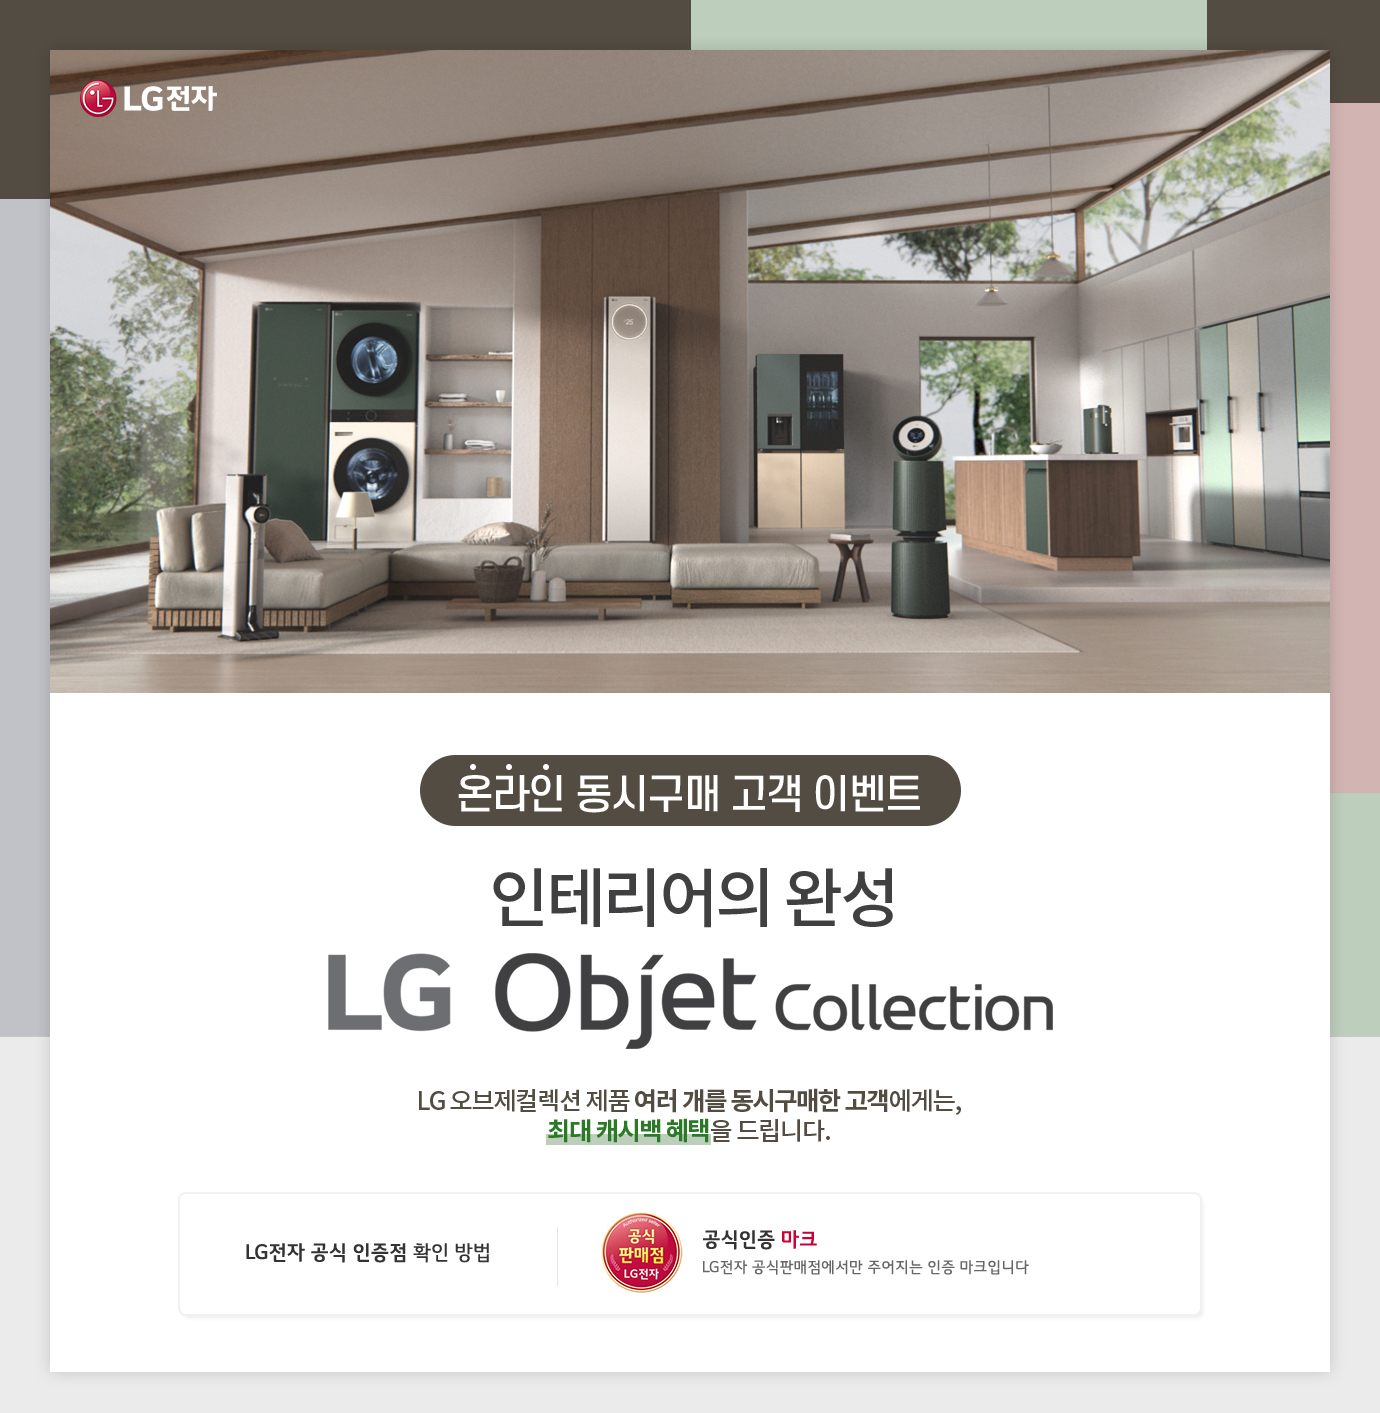 LG전자
25
온라인 동시구매 고객 이벤트
인테리어의 완성
LG Objet Collection
LG 오브제컬렉션 제품 여러 개를 동시구매한 고객에게는,
최대 캐시백 혜택을 드립니다.
LG전자 공식 인증점 확인 방법
공식
판매점
LG전자
공식인증 마크
LG전자 공식판매점에서만 주어지는 인증 마크입니다